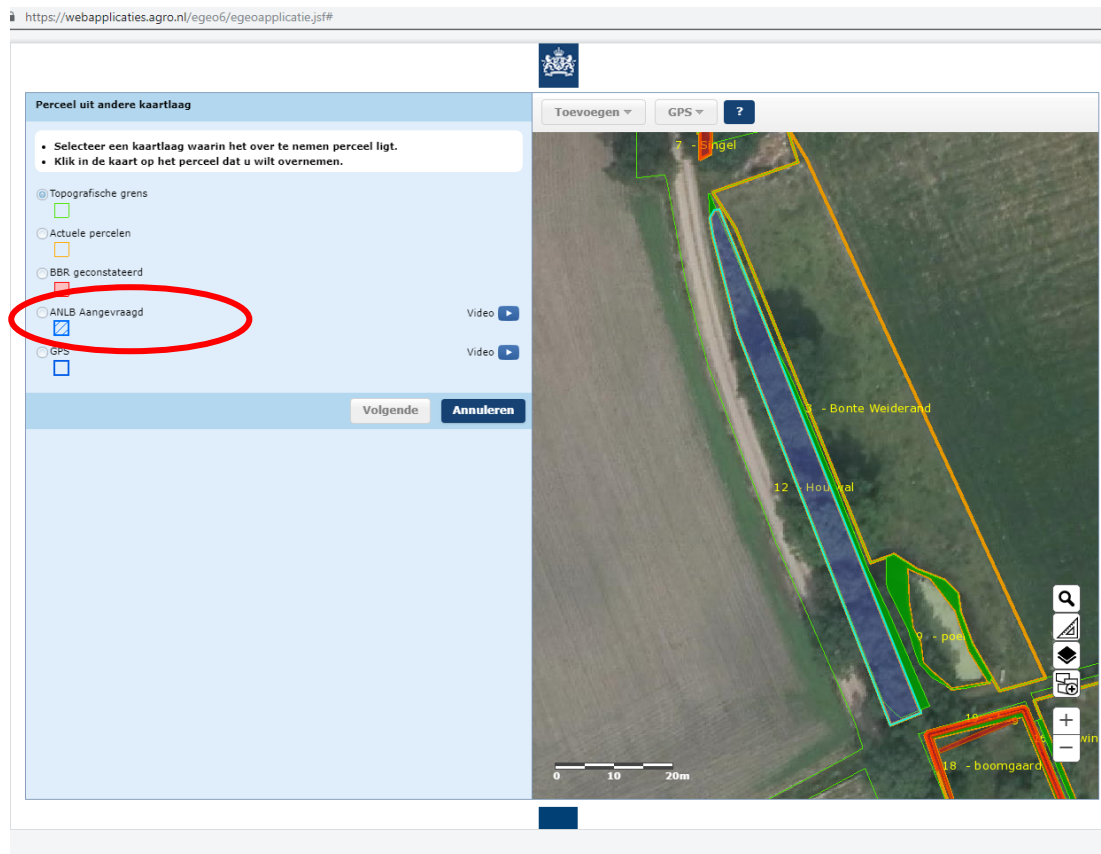 https://webapplicaties.agro.nl/egeo6/egeoapplicatie.jsf#
Perceel uit andere kaartlaag
Toevoegen
GPS
?
• Selecteer een kaartlaag waarin het over te nemen perceel ligt.
• Klik in de kaart op het perceel dat u wilt overnemen.
Topografische grens
Actuele percelen
BBR geconstateerd
ANLB Aangevraagd
Video
GPS
Video
Volgende
Annuleren
7 - Singel
3 - Bonte Weiderand
12 - Houtwal
9 - poel
18 - boomgaard
0 10 20m
+
−